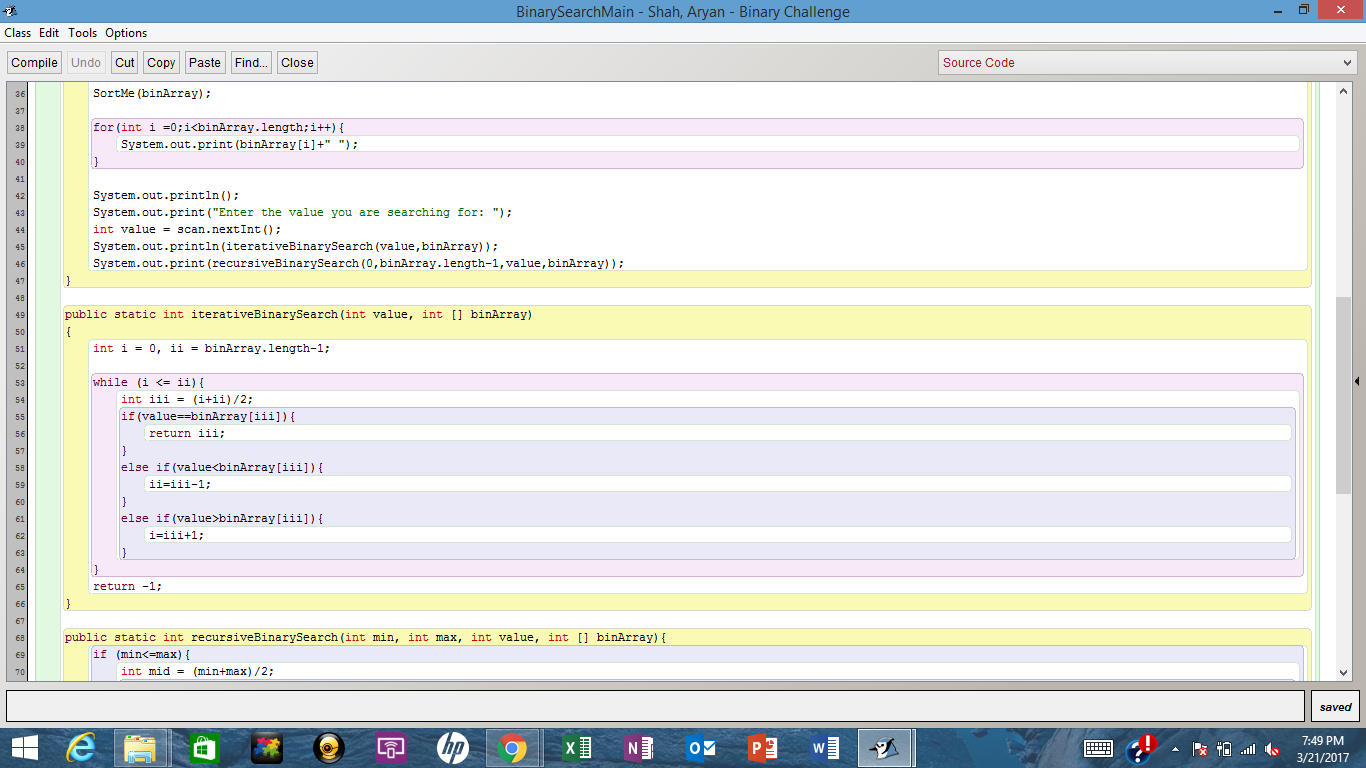 BinarySearchMain - Shah, Aryan - Binary Challenge
Class Edit Tools Options
Compile Undo Cut Copy Paste Find... Close Source Code
36 SortMe(binArray);
37
38 for(int i =0;i<binArray.length;i++){
39 System.out.print(binArray[i]+" ");
40 }
41
42 System.out.println();
43 System.out.print("Enter the value you are searching for: ");
44 int value = scan.nextInt();
45 System.out.println(iterativeBinarySearch(value,binArray));
46 System.out.print(recursiveBinarySearch(0,binArray.length-1,value,binArray));
47 }
48
49 public static int iterativeBinarySearch(int value, int [] binArray)
50 {
51 int i = 0, ii = binArray.length-1;
52
53 while (i <= ii){
54 int iii = (i+ii)/2;
55 if(value==binArray[iii]){
56 return iii;
57 }
58 else if(value<binArray[iii]){
59 ii=iii-1;
60 }
61 else if(value>binArray[iii]){
62 i=iii+1;
63 }
64 }
65 return -1;
66 }
67
68 public static int recursiveBinarySearch(int min, int max, int value, int [] binArray){
69 if (min<=max){
70 int mid = (min+max)/2;
saved
7:49 PM
3/21/2017